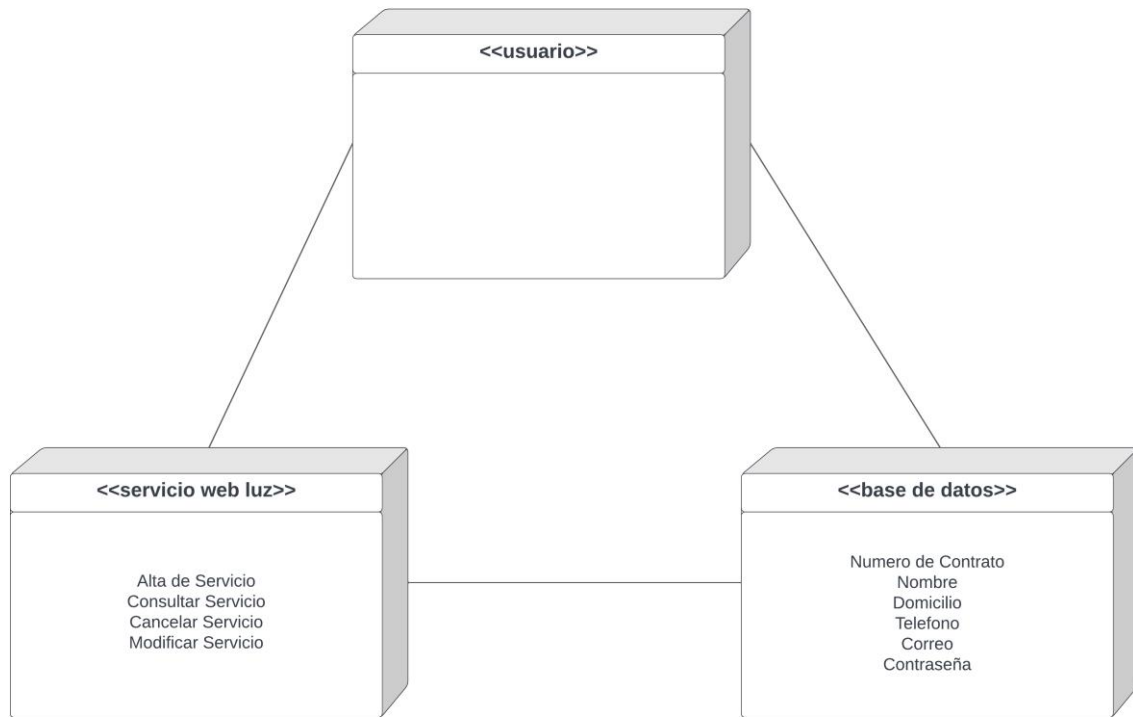 <<usuario>>
<<servicio web luz>>
Alta de Servicio
Consultar Servicio
Cancelar Servicio
Modificar Servicio
<<base de datos>>
Numero de Contrato
Nombre
Domicilio
Telefono
Correo
Contraseña